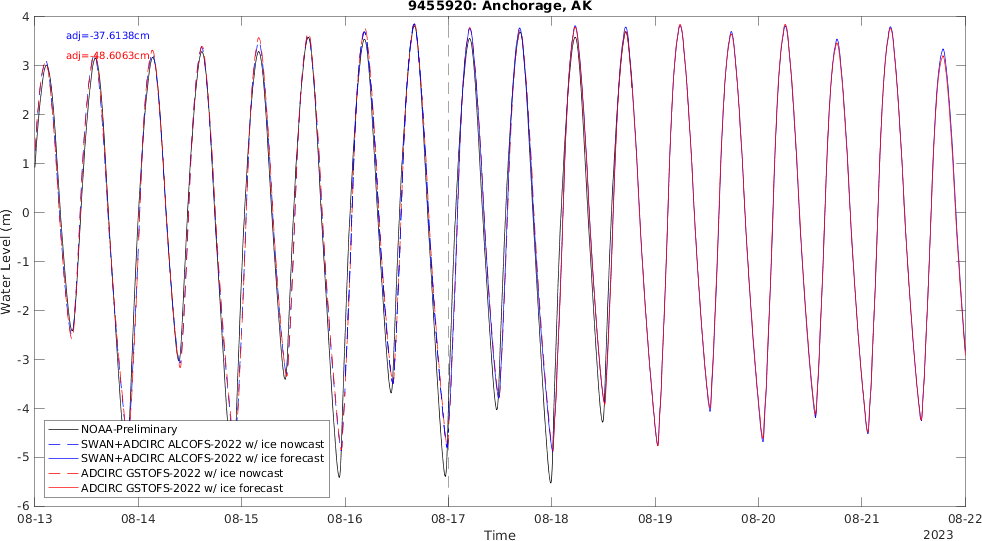 9455920: Anchorage, AK
adj=-37.6138cm
adj=-48.6063cm
Water Level (m)
4
3
2
1
0
-1
-2
-3
-4
-5
-6
NOAA-Preliminary
SWAN+ADCIRC ALCOFS-2022 w/ ice nowcast
SWAN+ADCIRC ALCOFS-2022 w/ ice forecast
ADCIRC GSTOFS-2022 w/ ice nowcast
ADCIRC GSTOFS-2022 w/ ice forecast
08-13 08-14 08-15 08-16 08-17 08-18 08-19 08-20 08-21 08-22
Time
2023